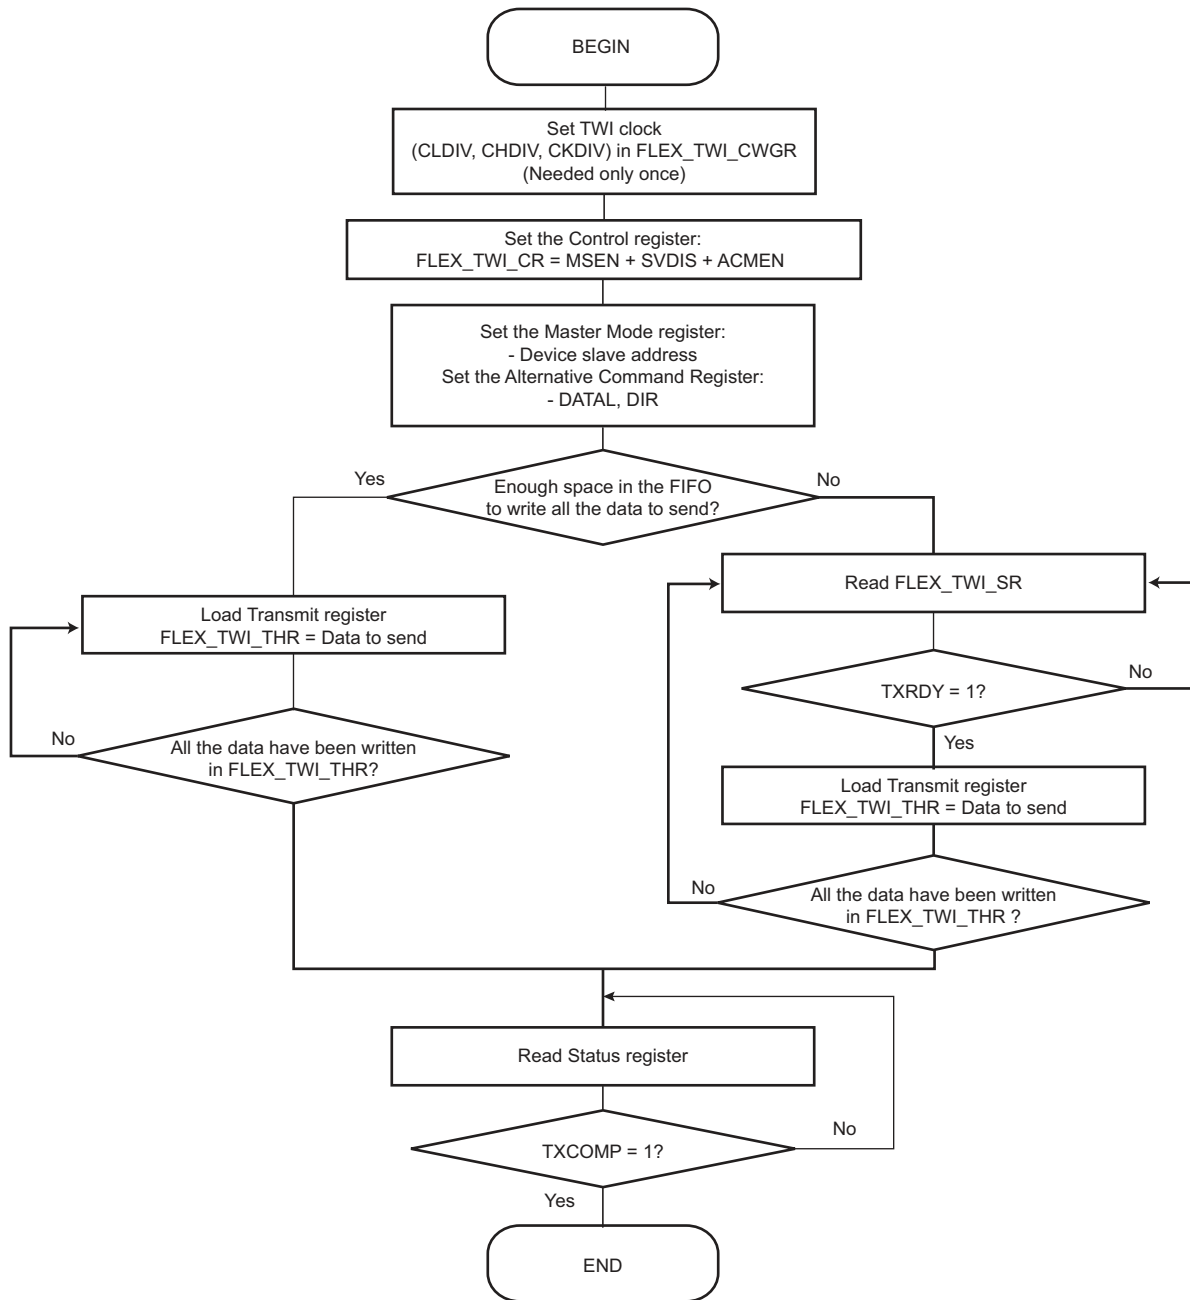 BEGIN
Set TWI clock
(CLDIV, CHDIV, CKDIV) in FLEX_TWI_CWGR
(Needed only once)
Set the Control register:
FLEX_TWI_CR = MSEN + SVDIS + ACMEN
Set the Master Mode register:
- Device slave address
Set the Alternative Command Register:
- DATAL, DIR
Yes
Enough space in the FIFO
to write all the data to send?
No
Read FLEX_TWI_SR
Load Transmit register
FLEX_TWI_THR = Data to send
TXRDY = 1?
No
No
All the data have been written
in FLEX_TWI_THR?
Yes
Load Transmit register
FLEX_TWI_THR = Data to send
No
All the data have been written
in FLEX_TWI_THR ?
Read Status register
TXCOMP = 1?
No
Yes
END